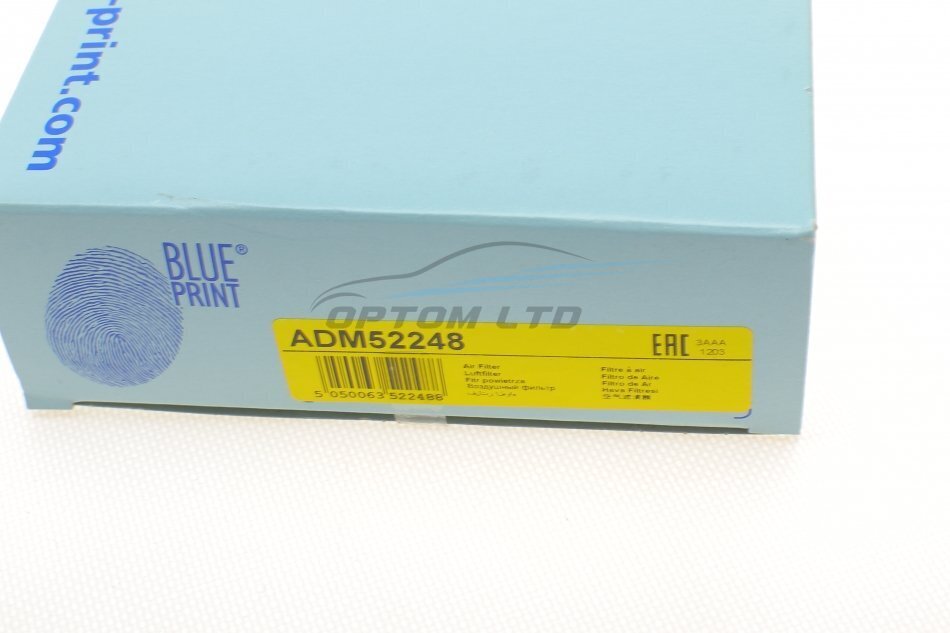 -print.com
BLUE®
PRINT
OPTOM LTD
ADM52248
EAC
3AAA
1203
Air Filter
Luftfilter
Filtr powietrza
Воздушный фильтр
Filtre à air
Filtro de Aire
Filtro de Ar
Hava Filtresi
5 050063 522488